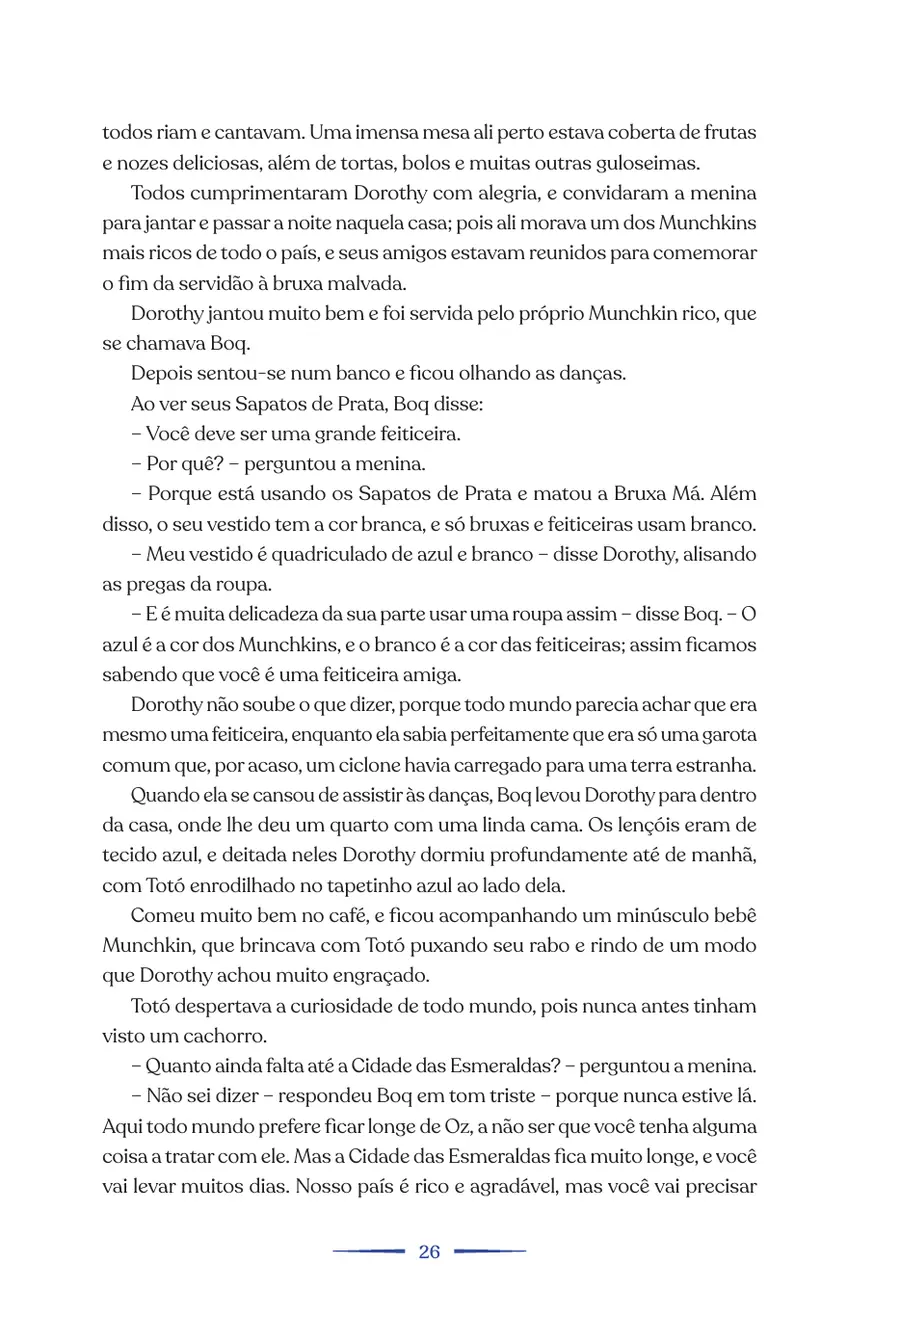 todos riam e cantavam. Uma imensa mesa ali perto estava coberta de frutas
e nozes deliciosas, além de tortas, bolos e muitas outras guloseimas.
Todos cumprimentaram Dorothy com alegria, e convidaram a menina
para jantar e passar a noite naquela casa; pois ali morava um dos Munchkins
mais ricos de todo o país, e seus amigos estavam reunidos para comemorar
o fim da servidão à bruxa malvada.
Dorothy jantou muito bem e foi servida pelo próprio Munchkin rico, que
se chamava Boq.
Depois sentou-se num banco e ficou olhando as danças.
Ao ver seus Sapatos de Prata, Boq disse:
– Você deve ser uma grande feiticeira.
– Por quê? – perguntou a menina.
– Porque está usando os Sapatos de Prata e matou a Bruxa Má. Além
disso, o seu vestido tem a cor branca, e só bruxas e feiticeiras usam branco.
– Meu vestido é quadriculado de azul e branco – disse Dorothy, alisando
as pregas da roupa.
– E é muita delicadeza da sua parte usar uma roupa assim – disse Boq. – O
azul é a cor dos Munchkins, e o branco é a cor das feiticeiras; assim ficamos
sabendo que você é uma feiticeira amiga.
Dorothy não soube o que dizer, porque todo mundo parecia achar que era
mesmo uma feiticeira, enquanto ela sabia perfeitamente que era só uma garota
comum que, por acaso, um ciclone havia carregado para uma terra estranha.
Quando ela se cansou de assistir às danças, Boq levou Dorothy para dentro
da casa, onde lhe deu um quarto com uma linda cama. Os lençóis eram de
tecido azul, e deitada neles Dorothy dormiu profundamente até de manhã,
com Totó enrodilhado no tapetinho azul ao lado dela.
Comeu muito bem no café, e ficou acompanhando um minúsculo bebê
Munchkin, que brincava com Totó puxando seu rabo e rindo de um modo
que Dorothy achou muito engraçado.
Totó despertava a curiosidade de todo mundo, pois nunca antes tinham
visto um cachorro.
– Quanto ainda falta até a Cidade das Esmeraldas? – perguntou a menina.
– Não sei dizer – respondeu Boq em tom triste – porque nunca estive lá.
Aqui todo mundo prefere ficar longe de Oz, a não ser que você tenha alguma
coisa a tratar com ele. Mas a Cidade das Esmeraldas fica muito longe, e você
vai levar muitos dias. Nosso país é rico e agradável, mas você vai precisar
26